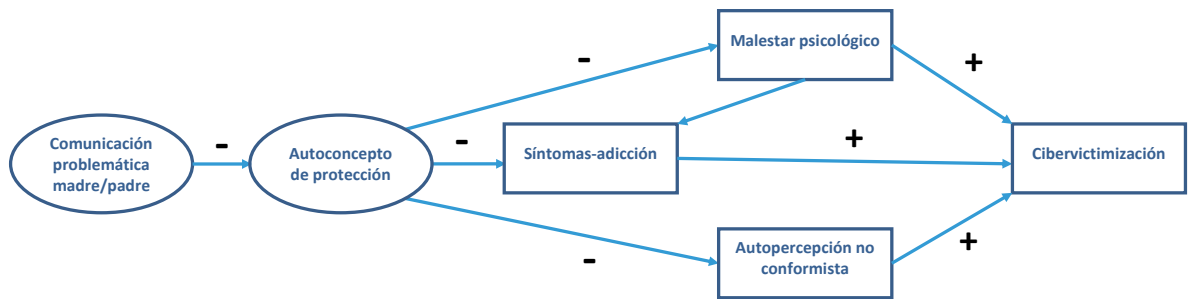 Malestar psicológico
-
+
Comunicación
problemática
madre/padre
-
Autoconcepto
de protección
-
Síntomas-adicción
+
Cibervictimización
-
Autopercepción no
conformista
+